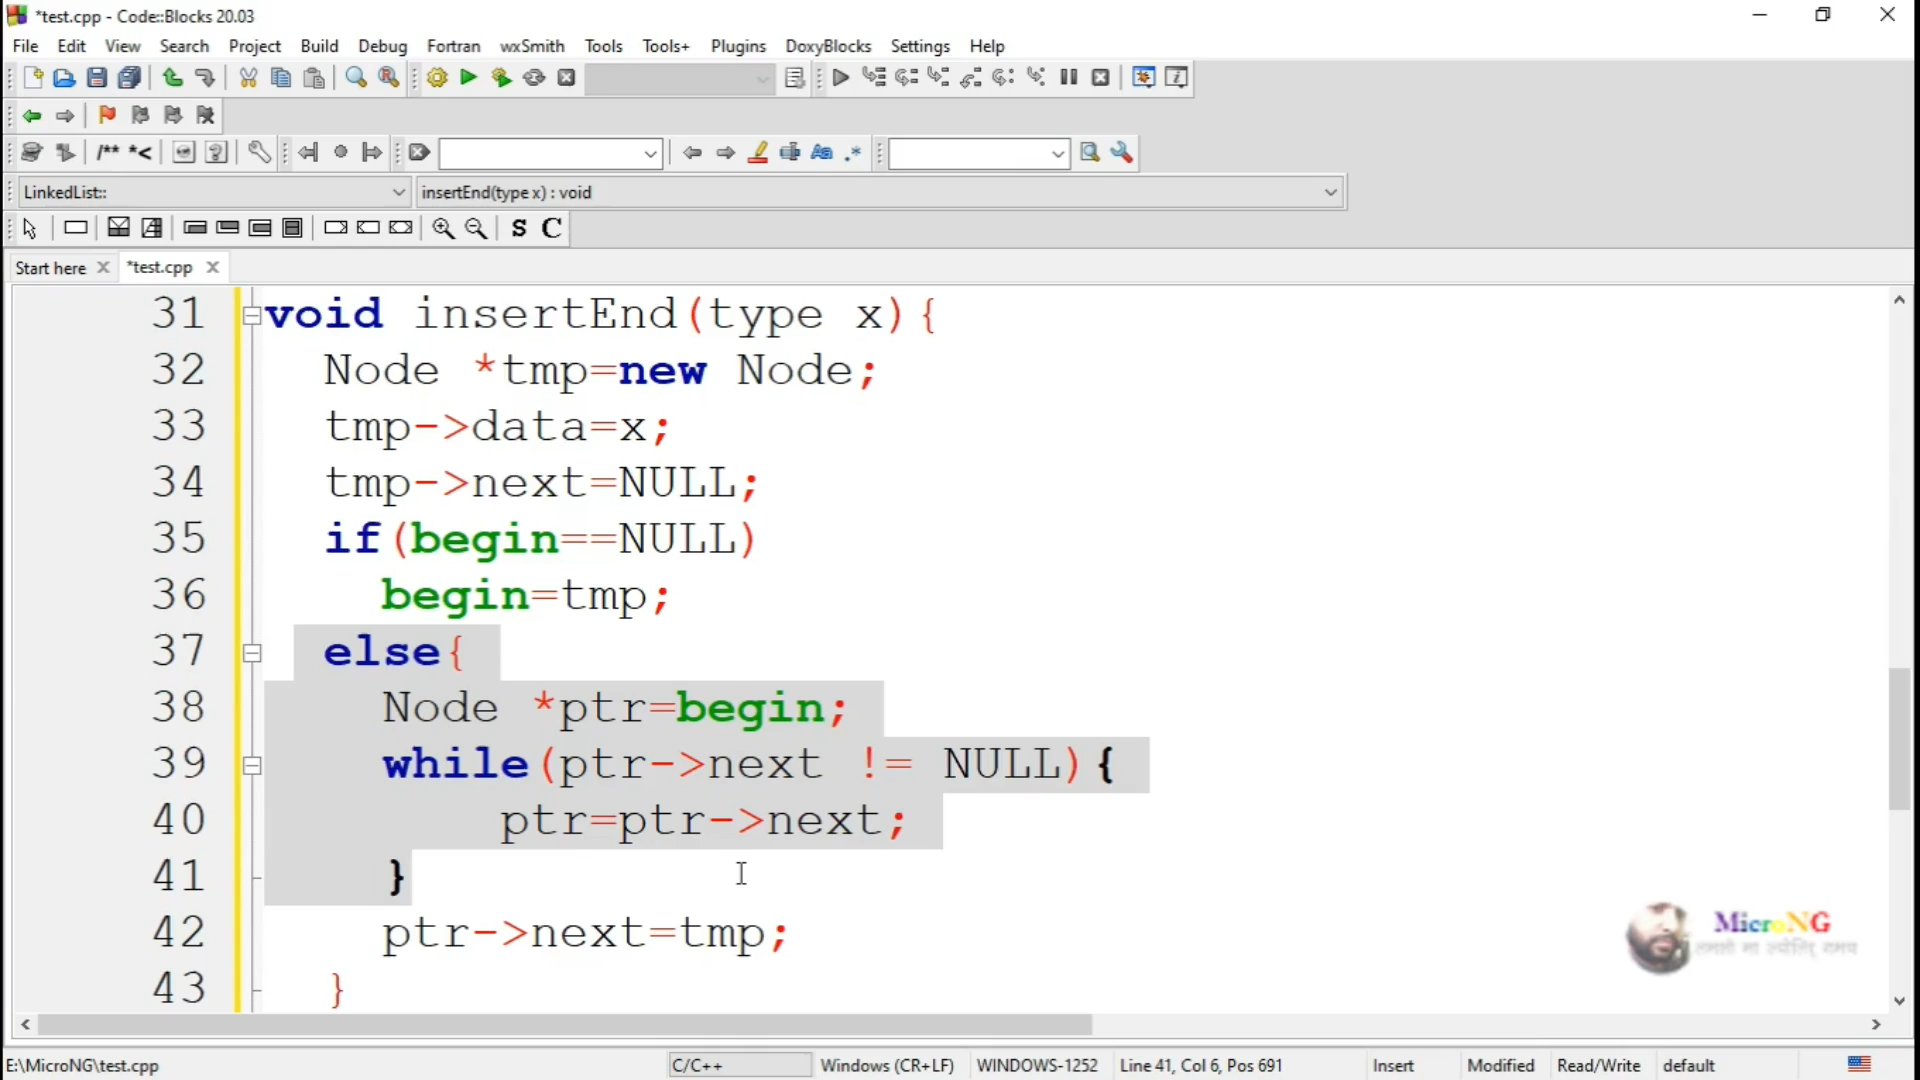 *test.cpp - Code::Blocks 20.03
File Edit View Search Project Build Debug Fortran wxSmith Tools Tools+ Plugins DoxyBlocks Settings Help
/** *<
LinkedList:: insertEnd(type x) : void
S C
Start here *test.cpp
31 void insertEnd(type x){
32 Node *tmp=new Node;
33 tmp->data=x;
34 tmp->next=NULL;
35 if(begin==NULL)
36 begin=tmp;
37 else{
38 Node *ptr=begin;
39 while(ptr->next != NULL){
40 ptr=ptr->next;
41 }
42 ptr->next=tmp;
43 }
MicroNG
तमसो मा ज्योतिर् गमय
E:\MicroNG\test.cpp C/C++ Windows (CR+LF) WINDOWS-1252 Line 41, Col 6, Pos 691 Insert Modified Read/Write default